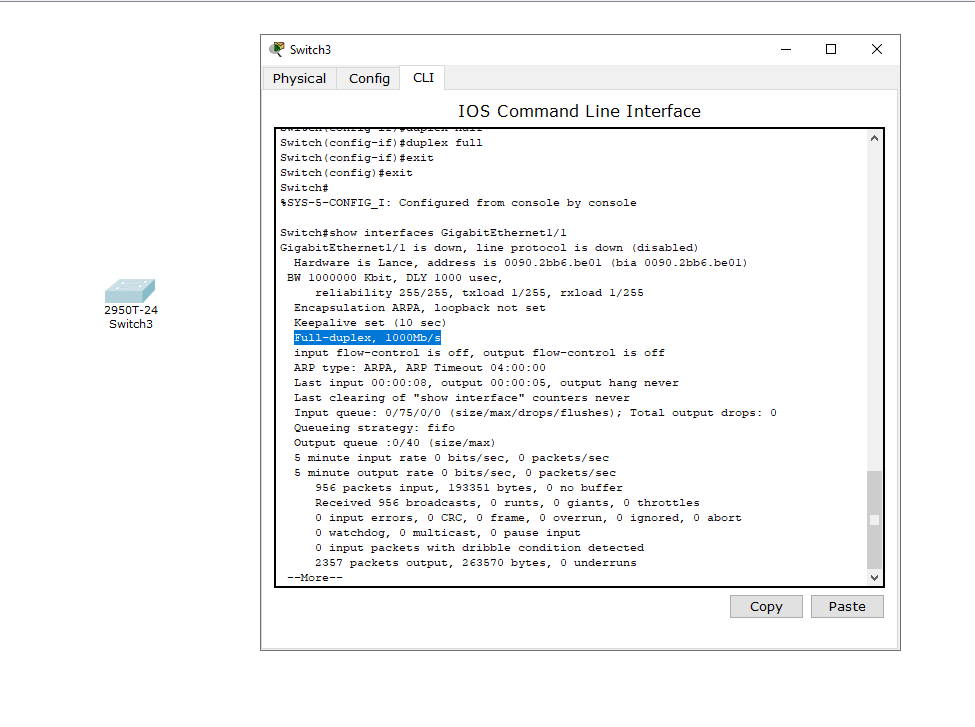 Switch3
Physical Config CLI
IOS Command Line Interface
Switch(config-if)#duplex full
Switch(config-if)#exit
Switch(config)#exit
Switch#
%SYS-5-CONFIG_I: Configured from console by console
Switch#show interfaces GigabitEthernet1/1
GigabitEthernet1/1 is down, line protocol is down (disabled)
Hardware is Lance, address is 0090.2bb6.be01 (bia 0090.2bb6.be01)
BW 1000000 Kbit, DLY 1000 usec,
reliability 255/255, txload 1/255, rxload 1/255
Encapsulation ARPA, loopback not set
Keepalive set (10 sec)
Full-duplex, 1000Mb/s
input flow-control is off, output flow-control is off
ARP type: ARPA, ARP Timeout 04:00:00
Last input 00:00:08, output 00:00:05, output hang never
Last clearing of "show interface" counters never
Input queue: 0/75/0/0 (size/max/drops/flushes); Total output drops: 0
Queueing strategy: fifo
Output queue :0/40 (size/max)
5 minute input rate 0 bits/sec, 0 packets/sec
5 minute output rate 0 bits/sec, 0 packets/sec
956 packets input, 193351 bytes, 0 no buffer
Received 956 broadcasts, 0 runts, 0 giants, 0 throttles
0 input errors, 0 CRC, 0 frame, 0 overrun, 0 ignored, 0 abort
0 watchdog, 0 multicast, 0 pause input
0 input packets with dribble condition detected
2357 packets output, 263570 bytes, 0 underruns
--More--
Copy Paste
2950T-24
Switch3